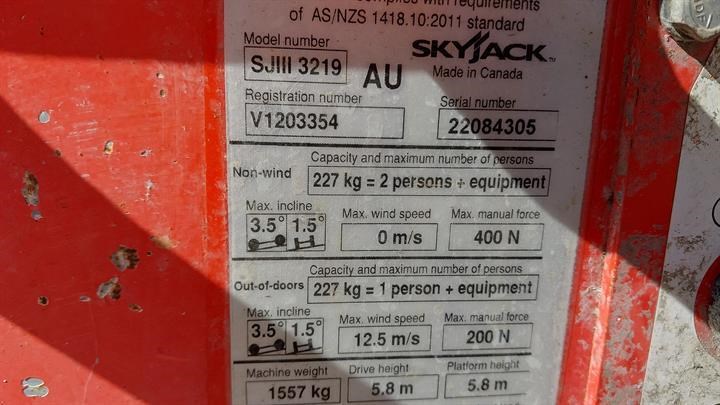 complies with requirements
of AS/NZS 1418.10:2011 standard
Model number
SJIII 3219
AU
SKYJACK
Made in Canada
Registration number
V1203354
Serial number
22084305
Non-wind
Capacity and maximum number of persons
227 kg = 2 persons + equipment
Max. incline
3.5° 1.5°
Max. wind speed
0 m/s
Max. manual force
400 N
Out-of-doors
Capacity and maximum number of persons
227 kg = 1 person + equipment
Max. incline
3.5° 1.5°
Max. wind speed
12.5 m/s
Max. manual force
200 N
Machine weight
1557 kg
Drive height
5.8 m
Platform height
5.8 m